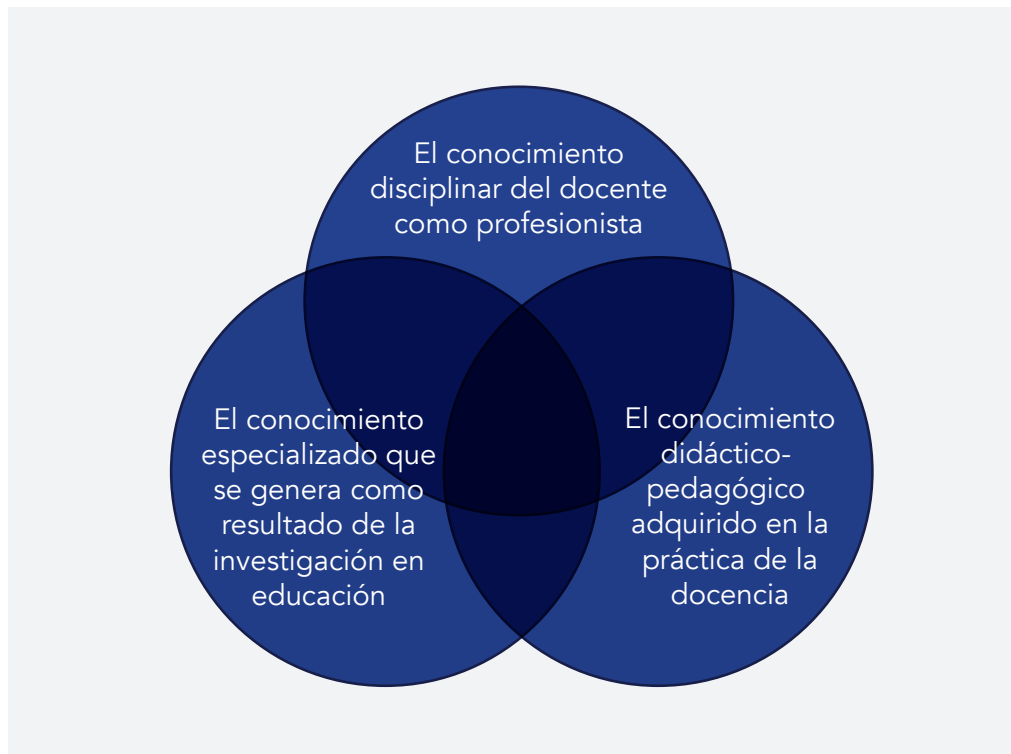 El conocimiento
disciplinar del docente
como profesionista
El conocimiento
especializado que
se genera como
resultado de la
investigación en
educación
El conocimiento
didáctico-
pedagógico
adquirido en la
práctica de la
docencia